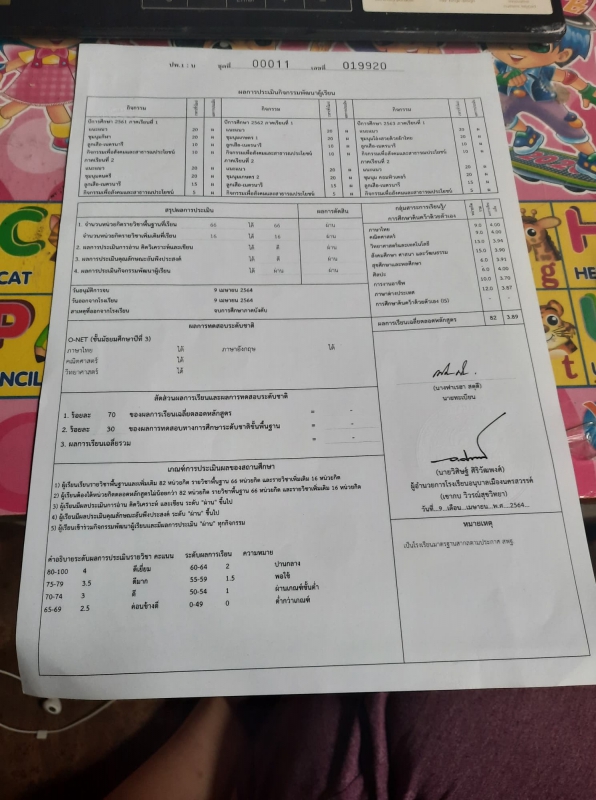 ปพ.1 : บ ชุดที่ 00011 เลขที่ 019920
ผลการประเมินกิจกรรมพัฒนาผู้เรียน
กิจกรรม กิจกรรม กิจกรรม
ปีการศึกษา 2561 ภาคเรียนที่ 1 ปีการศึกษา 2562 ภาคเรียนที่ 1 ปีการศึกษา 2563 ภาคเรียนที่ 1
แนะแนว 20 ผ แนะแนว 20 ผ แนะแนว 20 ผ
ชุมนุมกีฬา 20 ผ
ลูกเสือ-เนตรนารี 10 ผ ลูกเสือ-เนตรนารี ลูกเสือ-เนตรนารี
กิจกรรมเพื่อสังคมและสาธารณประโยชน์ 10 ผ กิจกรรมเพื่อสังคมและสาธารณประโยชน์ 10 ผ กิจกรรมเพื่อสังคมและสาธารณประโยชน์ 10 ผ
ภาคเรียนที่ 2 ภาคเรียนที่ 2 ภาคเรียนที่ 2
แนะแนว 20 ผ แนะแนว 20 ผ แนะแนว 20 ผ
ชุมนุมดนตรี 20 ผ 20 ผ 20 ผ
ลูกเสือ-เนตรนารี 15 ผ ลูกเสือ-เนตรนารี 15 ผ ลูกเสือ-เนตรนารี 15 ผ
กิจกรรมเพื่อสังคมและสาธารณประโยชน์ 5 ผ กิจกรรมเพื่อสังคมและสาธารณประโยชน์ 5 ผ กิจกรรมเพื่อสังคมและสาธารณประโยชน์ 5 ผ
สรุปผลการประเมิน ผลการตัดสิน กลุ่มสาระการเรียนรู้/
การศึกษาค้นคว้าด้วยตนเอง
1. จำนวนหน่วยกิตรายวิชาพื้นฐานที่เรียน 66 ได้ 66 ผ่าน
จำนวนหน่วยกิตรายวิชาเพิ่มเติมที่เรียน 16 ได้ 16 ผ่าน
2. ผลการประเมินการอ่าน คิดวิเคราะห์และเขียน ได้ ดี ผ่าน
3. ผลการประเมินคุณลักษณะอันพึงประสงค์ ได้ ดี ผ่าน
4. ผลประเมินกิจกรรมพัฒนาผู้เรียน ได้ ผ่าน ผ่าน
ภาษาไทย 9.0 4.00
คณิตศาสตร์ 9.0 4.00
วิทยาศาสตร์และเทคโนโลยี 3.94
สังคมศึกษา ศาสนา และวัฒนธรรม 3.90
สุขศึกษาและพลศึกษา
ศิลปะ 6.0 4.00
การงานอาชีพ 10.0
ภาษาต่างประเทศ 12.0 3.87
การศึกษาค้นคว้าด้วยตัวเอง (IS) - -
ผลการเรียนเฉลี่ยตลอดหลักสูตร 82 3.89
วันอนุมัติการจบ 9 เมษายน 2564
วันออกจากโรงเรียน 9 เมษายน 2564
สาเหตุที่ออกจากโรงเรียน จบการศึกษาภาคบังคับ
ผลการทดสอบระดับชาติ
O-NET (ชั้นมัธยมศึกษาปีที่ 3)
ภาษาไทย ได้ ภาษาอังกฤษ ได้
คณิตศาสตร์ ได้
วิทยาศาสตร์ ได้
นายทะเบียน
สัดส่วนผลการเรียนและผลการทดสอบระดับชาติ
1. ร้อยละ 70 ของผลการเรียนเฉลี่ยตลอดหลักสูตร = -
2. ร้อยละ 30 ของผลการทดสอบทางการศึกษาระดับชาติขั้นพื้นฐาน = -
3. ผลการเรียนเฉลี่ยรวม = -
(นายวิศิษฐ์ สิริวัฒพงศ์)
ผู้อำนวยการโรงเรียนอนุบาลเมืองนครสวรรค์
(เขากบ วิวรณ์สุขวิทยา)
วันที่...9...เดือน...เมษายน...พ.ศ....2564....
เกณฑ์การประเมินผลของสถานศึกษา
1) ผู้เรียนเรียนรายวิชาพื้นฐานและเพิ่มเติม 82 หน่วยกิต รายวิชาพื้นฐาน 66 หน่วยกิต และรายวิชาเพิ่มเติม 16 หน่วยกิต
2) ผู้เรียนต้องได้หน่วยกิตตลอดหลักสูตรไม่น้อยกว่า 82 หน่วยกิต รายวิชาพื้นฐาน 66 หน่วยกิต และรายวิชาเพิ่มเติม 16 หน่วยกิต
3) ผู้เรียนมีผลประเมินการอ่าน คิดวิเคราะห์ และเขียน ระดับ "ผ่าน" ขึ้นไป
4) ผู้เรียนมีผลประเมินคุณลักษณะอันพึงประสงค์ ระดับ "ผ่าน" ขึ้นไป
5) ผู้เรียนเข้าร่วมกิจกรรมพัฒนาผู้เรียนและมีผลการประเมิน "ผ่าน" ทุกกิจกรรม
หมายเหตุ
เป็นโรงเรียนมาตรฐานสากลตามประกาศ สพฐ.
คำอธิบายระดับผลการประเมินรายวิชา คะแนน ระดับผลการเรียน ความหมาย
80-100 4 ดีเยี่ยม 60-64 2 ปานกลาง
75-79 3.5 ดีมาก 55-59 1.5 พอใช้
70-74 3 ดี 50-54 1 ผ่านเกณฑ์ขั้นต่ำ
65-69 2.5 ค่อนข้างดี 0-49 0 ต่ำกว่าเกณฑ์
CAT
NCIL